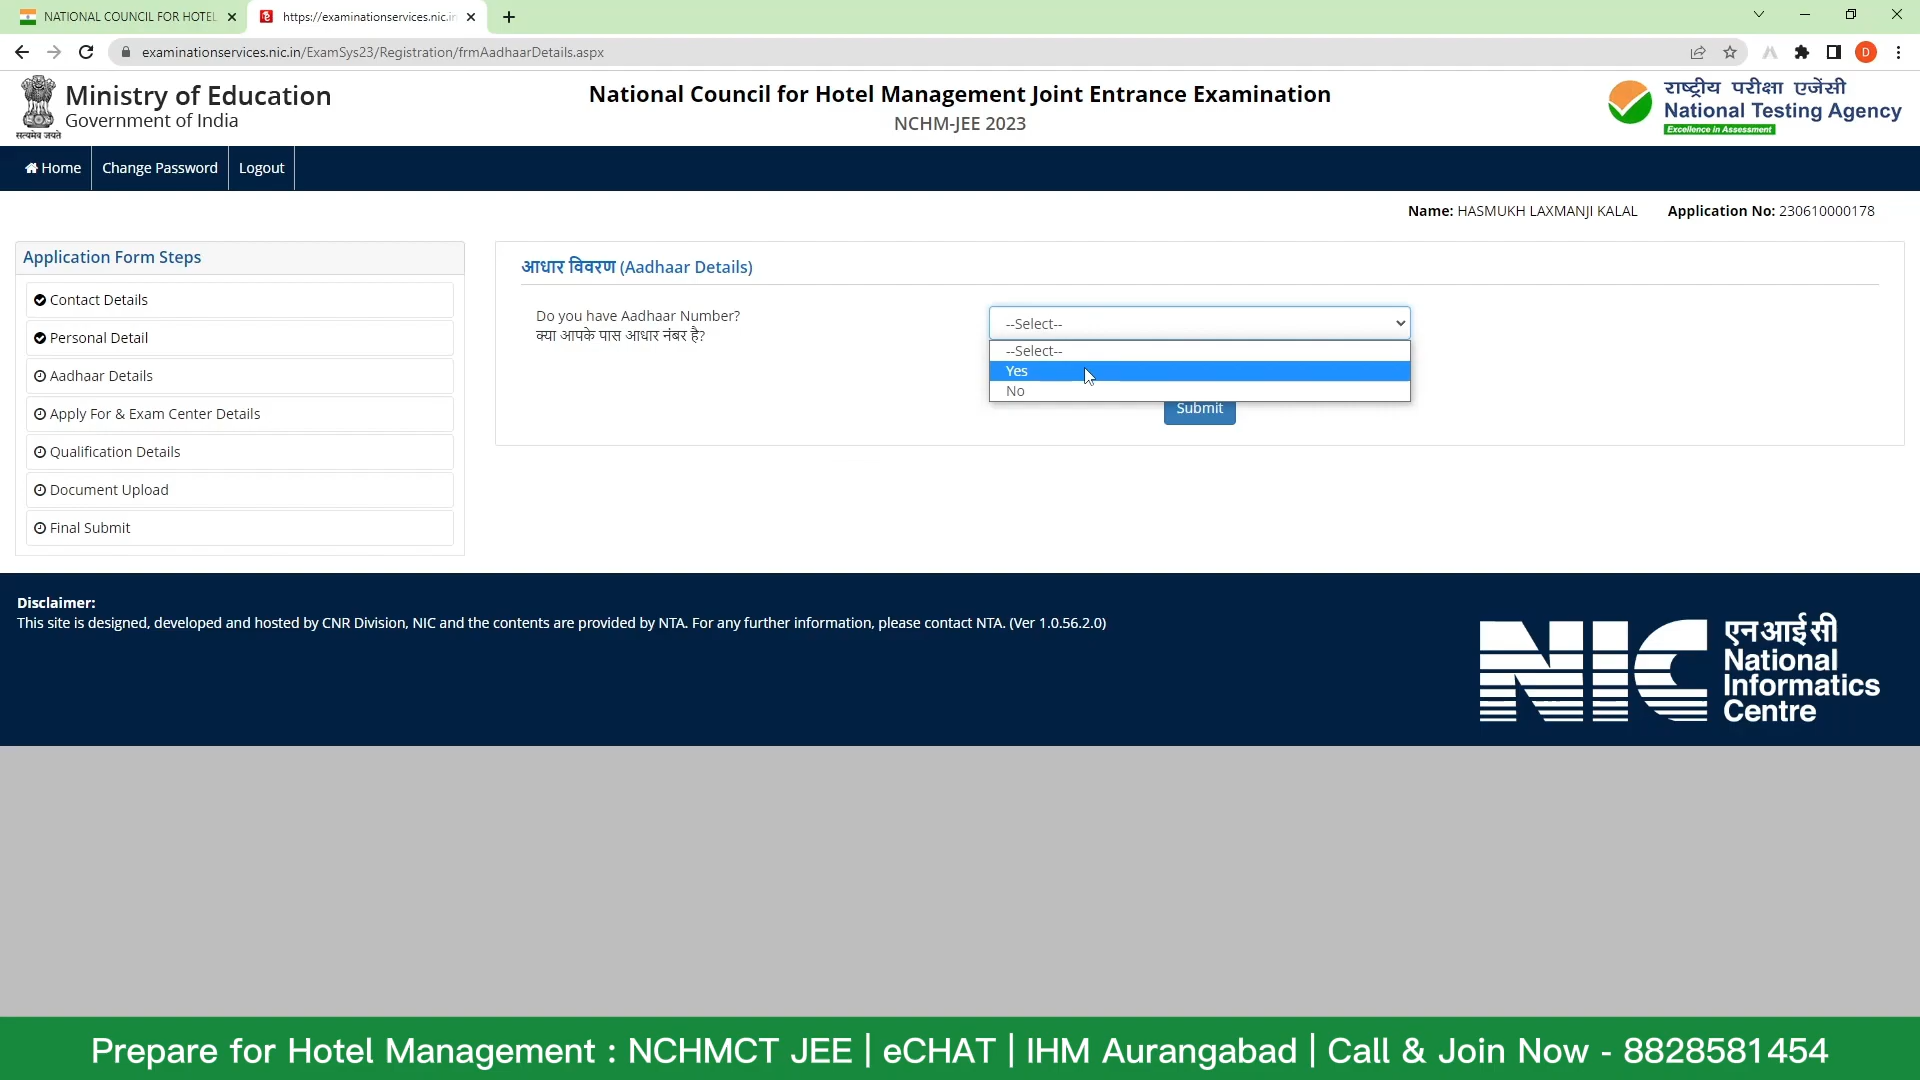 NATIONAL COUNCIL FOR HOTEL
https://examinationservices.nic.in
examinationservices.nic.in/ExamSys23/Registration/frmAadhaarDetails.aspx
D
सत्यमेव जयते
Ministry of Education
Government of India
National Council for Hotel Management Joint Entrance Examination
NCHM-JEE 2023
राष्ट्रीय परीक्षा एजेंसी
National Testing Agency
Excellence in Assessment
Home
Change Password
Logout
Name: HASMUKH LAXMANJI KALAL
Application No: 230610000178
Application Form Steps
Contact Details
Personal Detail
Aadhaar Details
Apply For & Exam Center Details
Qualification Details
Document Upload
Final Submit
आधार विवरण (Aadhaar Details)
Do you have Aadhaar Number?
क्या आपके पास आधार नंबर है?
--Select--
--Select--
Yes
No
Submit
Disclaimer:
This site is designed, developed and hosted by CNR Division, NIC and the contents are provided by NTA. For any further information, please contact NTA. (Ver 1.0.56.2.0)
NIC
एनआईसी
National
Informatics
Centre
Prepare for Hotel Management : NCHMCT JEE | eCHAT | IHM Aurangabad | Call & Join Now - 8828581454